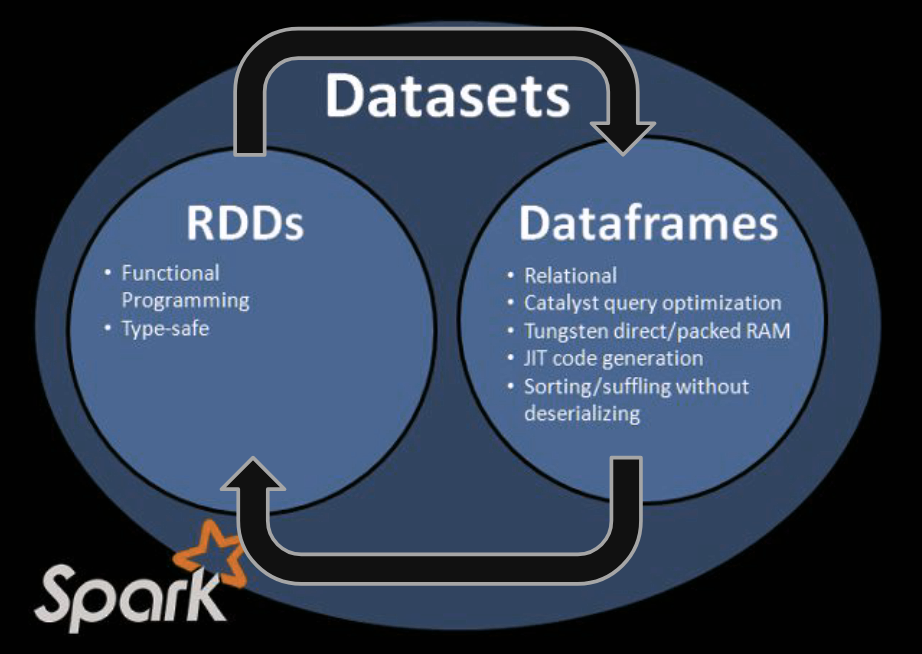 Datasets
RDDs
• Functional
Programming
• Type-safe
Dataframes
• Relational
• Catalyst query optimization
• Tungsten direct/packed RAM
• JIT code generation
• Sorting/suffling without
deserializing
Spark